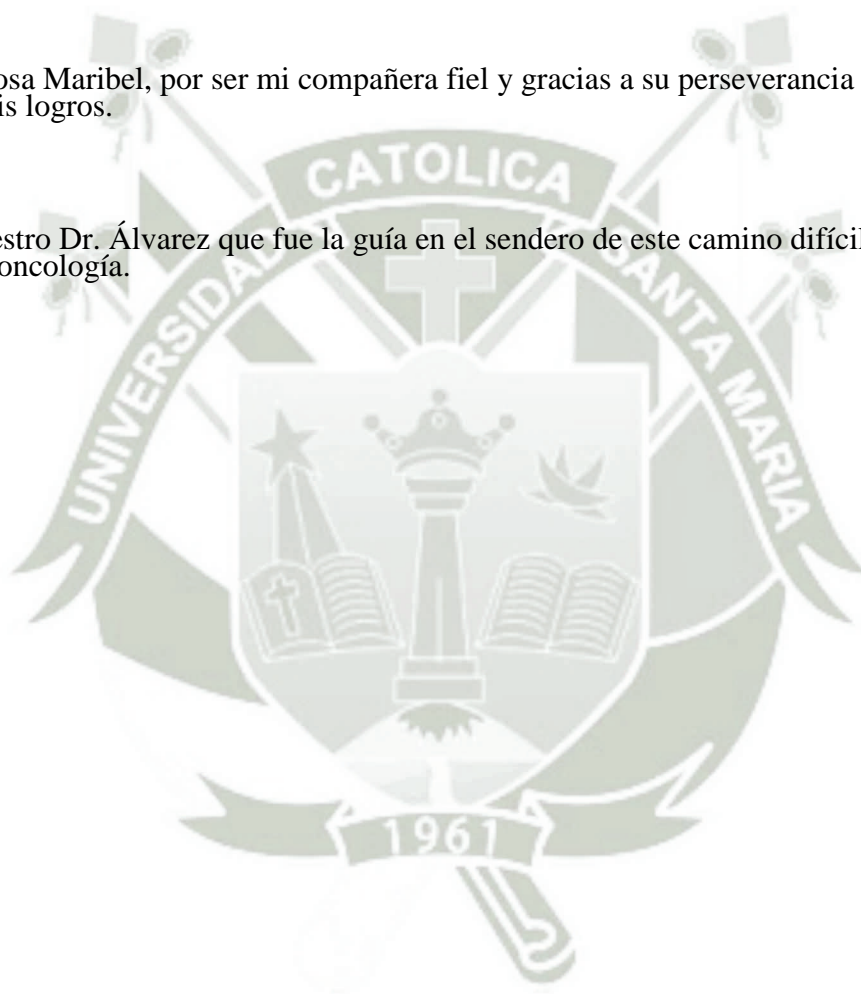 osa Maribel, por ser mi compañera fiel y gracias a su perseverancia
is logros.
estro Dr. Álvarez que fue la guía en el sendero de este camino difícil
oncología.
UNIVERSIDAD CATOLICA SANTA MARIA
1961